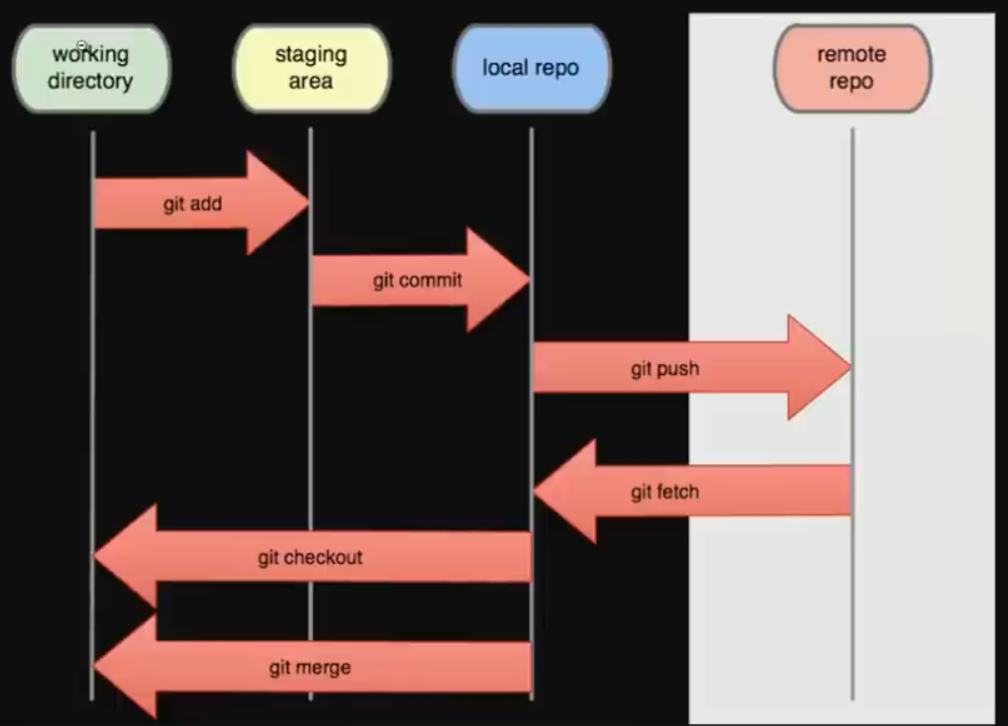 working
directory
staging
area
local repo
remote
repo
git add
git commit
git push
git fetch
git checkout
git merge